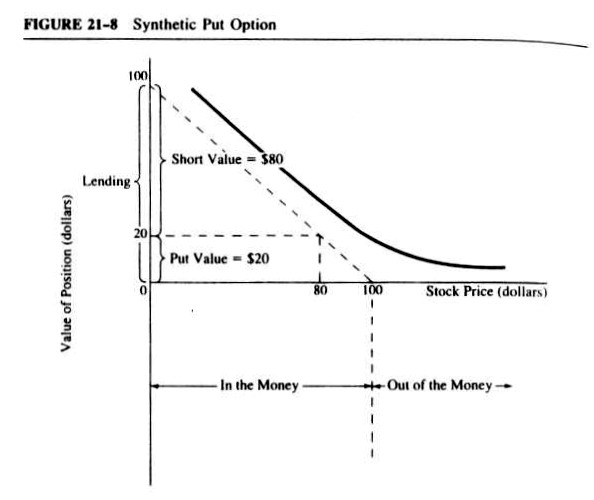 FIGURE 21-8 Synthetic Put Option
100
Short Value = $80
Lending
20
Put Value = $20
0
80
100
Stock Price (dollars)
Value of Position (dollars)
In the Money
Out of the Money